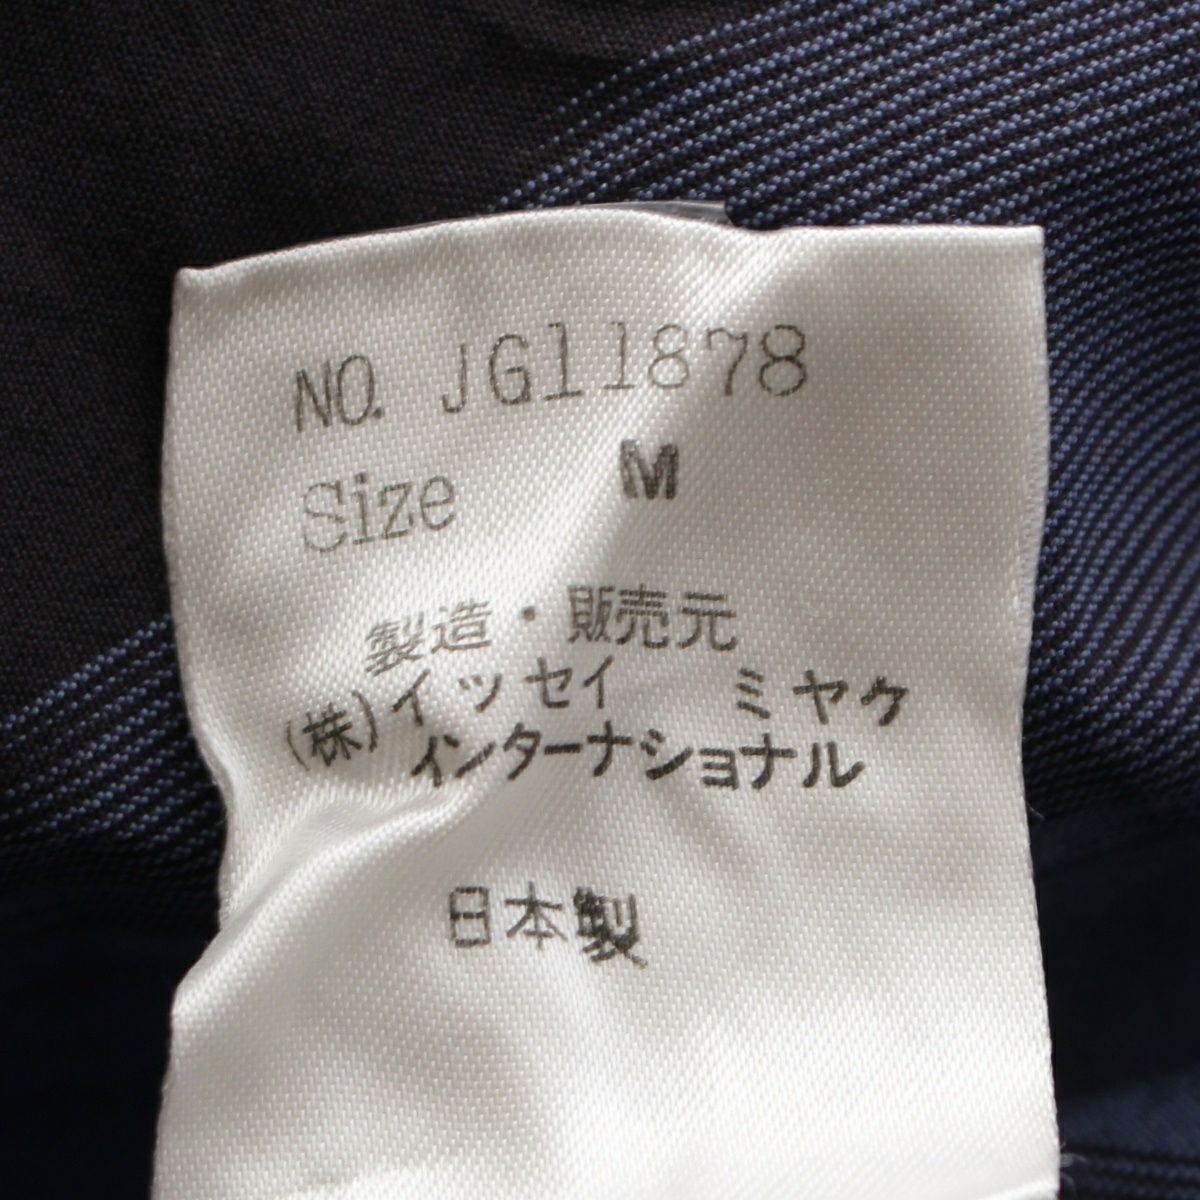 NO. JG11878
Size M
製造・販売元
(株)イッセイ ミヤケ
インターナショナル
日本製